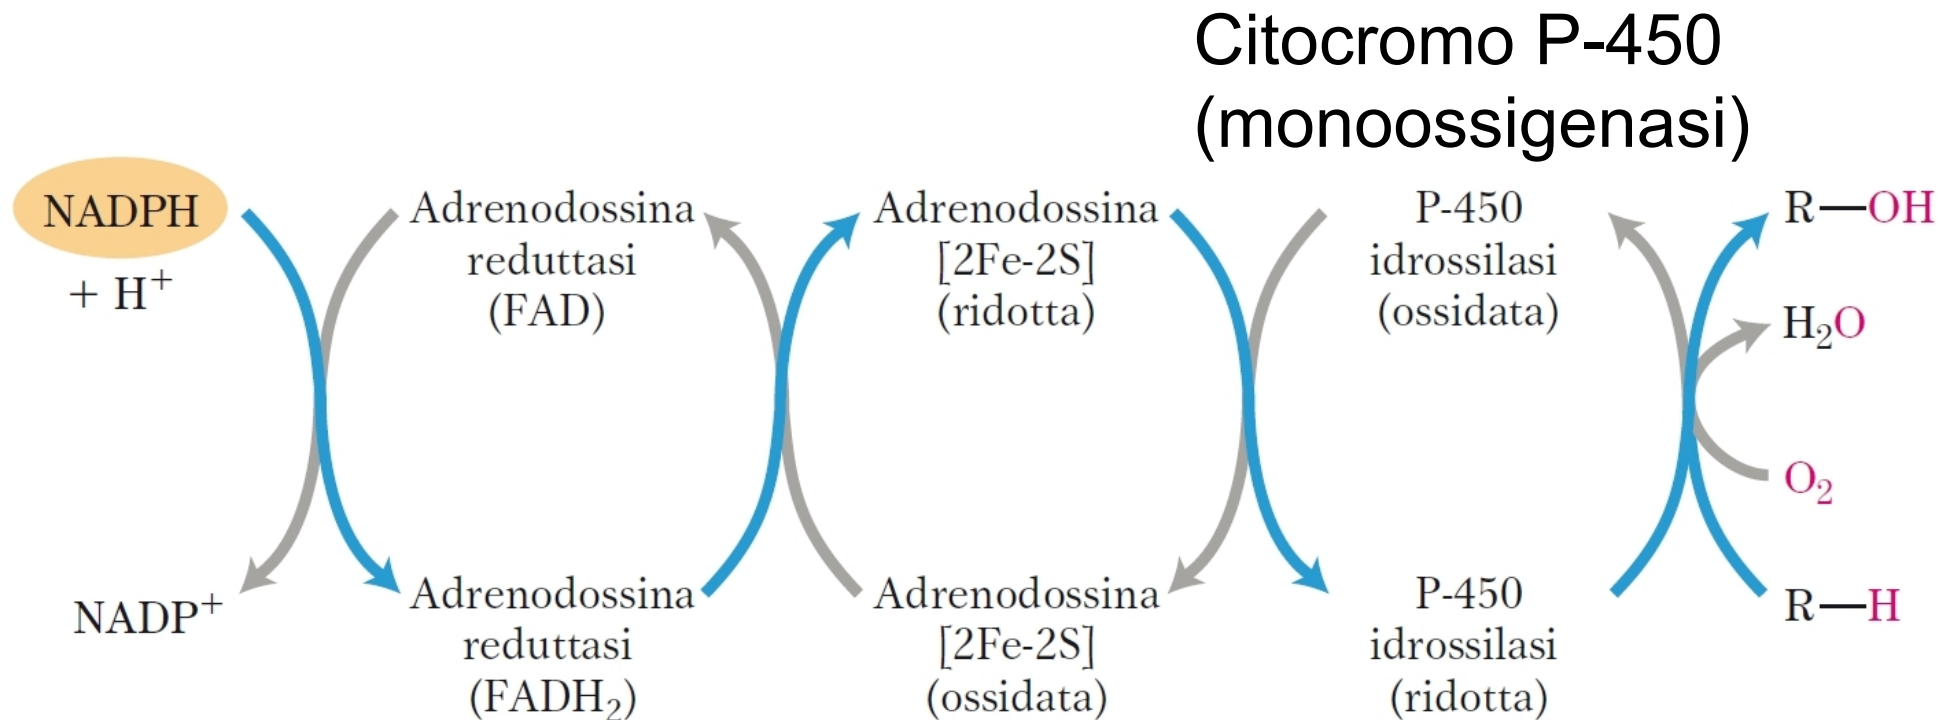 Citocromo P-450
(monoossigenasi)
NADPH
+ H⁺
NADP⁺
Adrenodossina
reduttasi
(FAD)
Adrenodossina
reduttasi
(FADH₂)
Adrenodossina
[2Fe-2S]
(ridotta)
Adrenodossina
[2Fe-2S]
(ossidata)
P-450
idrossilasi
(ossidata)
P-450
idrossilasi
(ridotta)
R—OH
H₂O
O₂
R—H